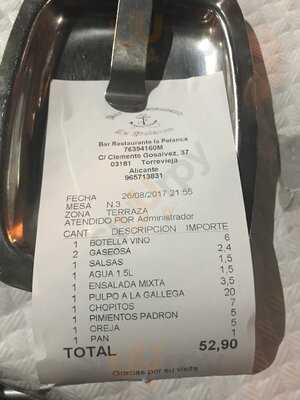 Bar Restaurante la Palanca
76394160M
C/ Clemente Gosalvez, 37
03181 Torrevieja
Alicante
965713831
FECHA 26/08/2017 21:55
MESA N.3
ZONA TERRAZA
ATENDIDO POR Administrador
CANT DESCRIPCION IMPORTE
1 BOTELLA VINO 6
2 GASEOSA 2,4
1 SALSAS 1,5
1 AGUA 1.5L 1,5
1 ENSALADA MIXTA 3,5
1 PULPO A LA GALLEGA 20
1 CHOPITOS 7
1 PIMIENTOS PADRON 5
1 OREJA 5
1 PAN 1
TOTAL 52,90
Gracias por su visita